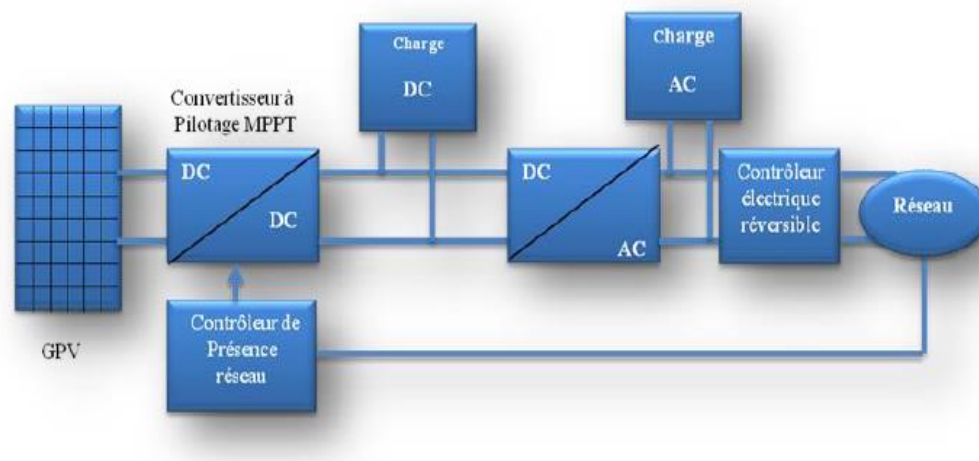 Charge
DC
Charge
AC
Convertisseur à
Pilotage MPPT
DC
DC
DC
AC
Contrôleur
électrique
réversible
Réseau
Contrôleur de
Présence
réseau
GPV